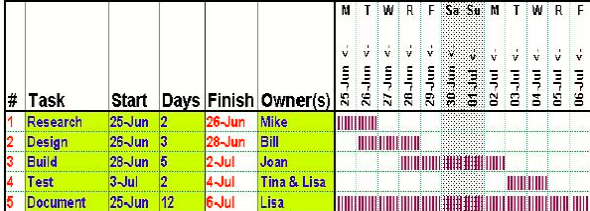 M T W R F Sa Su M T W R F
25-Jun 26-Jun 27-Jun 28-Jun 29-Jun 30-Jun 01-Jul 02-Jul 03-Jul 04-Jul 05-Jul 06-Jul
# Task Start Days Finish Owner(s)
1 Research 25-Jun 2 26-Jun Mike
2 Design 26-Jun 3 28-Jun Bill
3 Build 28-Jun 5 2-Jul Joan
4 Test 3-Jul 2 4-Jul Tina & Lisa
5 Document 25-Jun 12 6-Jul Lisa